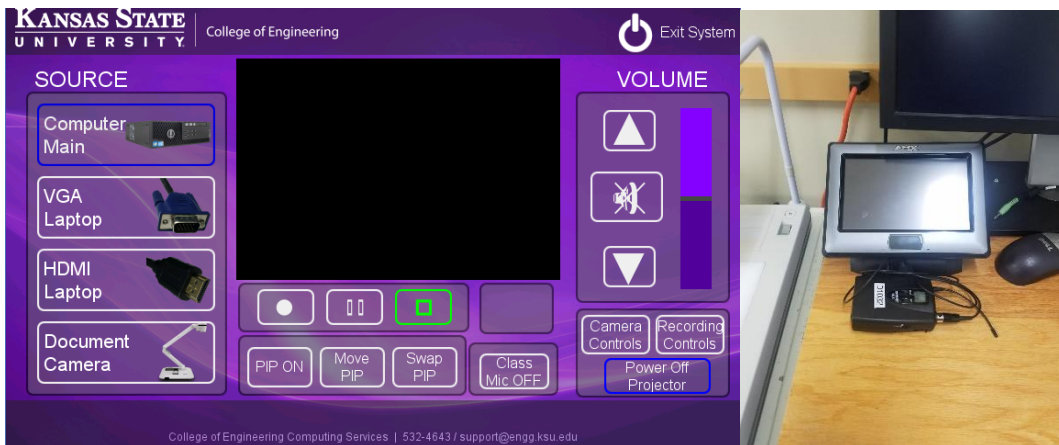 KANSAS STATE
UNIVERSITY
College of Engineering
Exit System
SOURCE
VOLUME
Computer
Main
VGA
Laptop
HDMI
Laptop
Document
Camera
PIP ON
Move
PIP
Swap
PIP
Class
Mic OFF
Camera
Controls
Recording
Controls
Power Off
Projector
College of Engineering Computing Services | 532-4643 / support@engg.ksu.edu
AMX